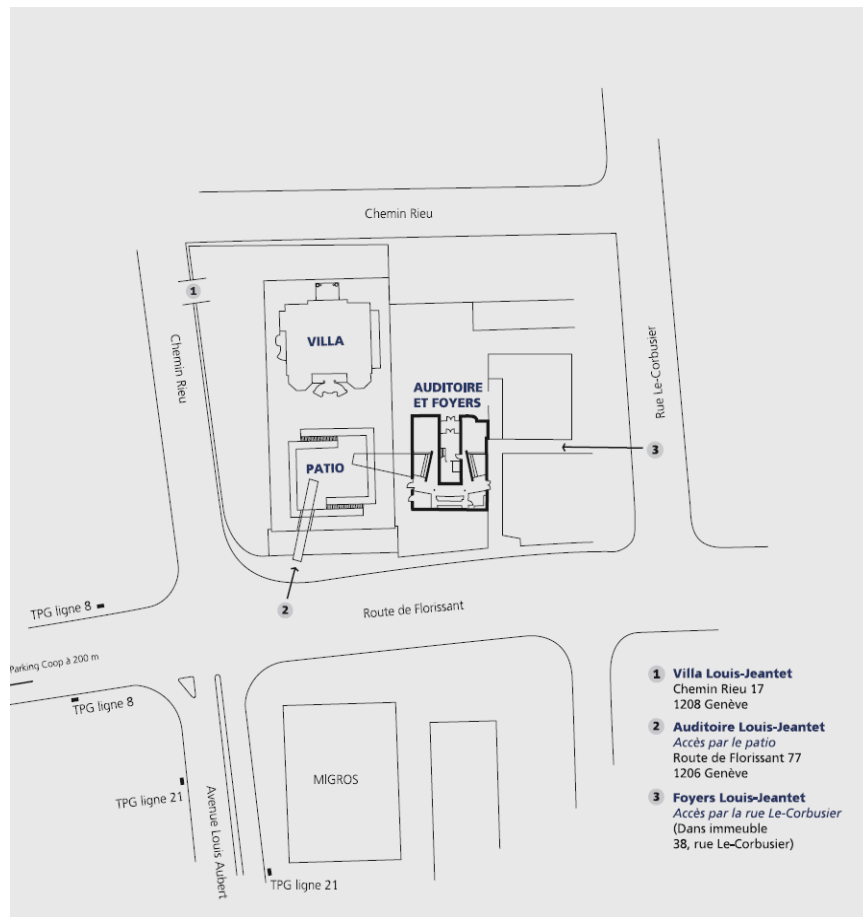 Chemin Rieu
1
VILLA
Chemin Rieu
Rue Le-Corbusier
AUDITOIRE
ET FOYERS
3
PATIO
2
Route de Florissant
TPG ligne 8
Parking Coop à 200 m
TPG ligne 8
TPG ligne 21
Avenue Louis Aubert
MIGROS
TPG ligne 21
1 Villa Louis-Jeantet
Chemin Rieu 17
1208 Genève
2 Auditoire Louis-Jeantet
Accès par le patio
Route de Florissant 77
1206 Genève
3 Foyers Louis-Jeantet
Accès par la rue Le-Corbusier
(Dans immeuble
38, rue Le-Corbusier)